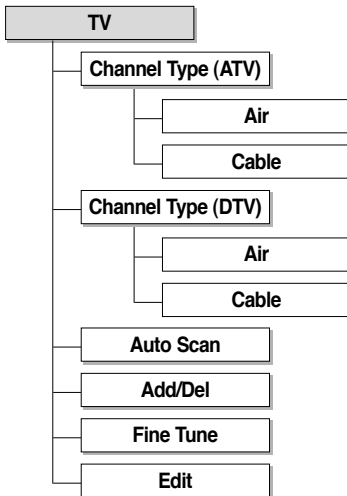 TV
Channel Type (ATV)
Air
Cable
Channel Type (DTV)
Air
Cable
Auto Scan
Add/Del
Fine Tune
Edit